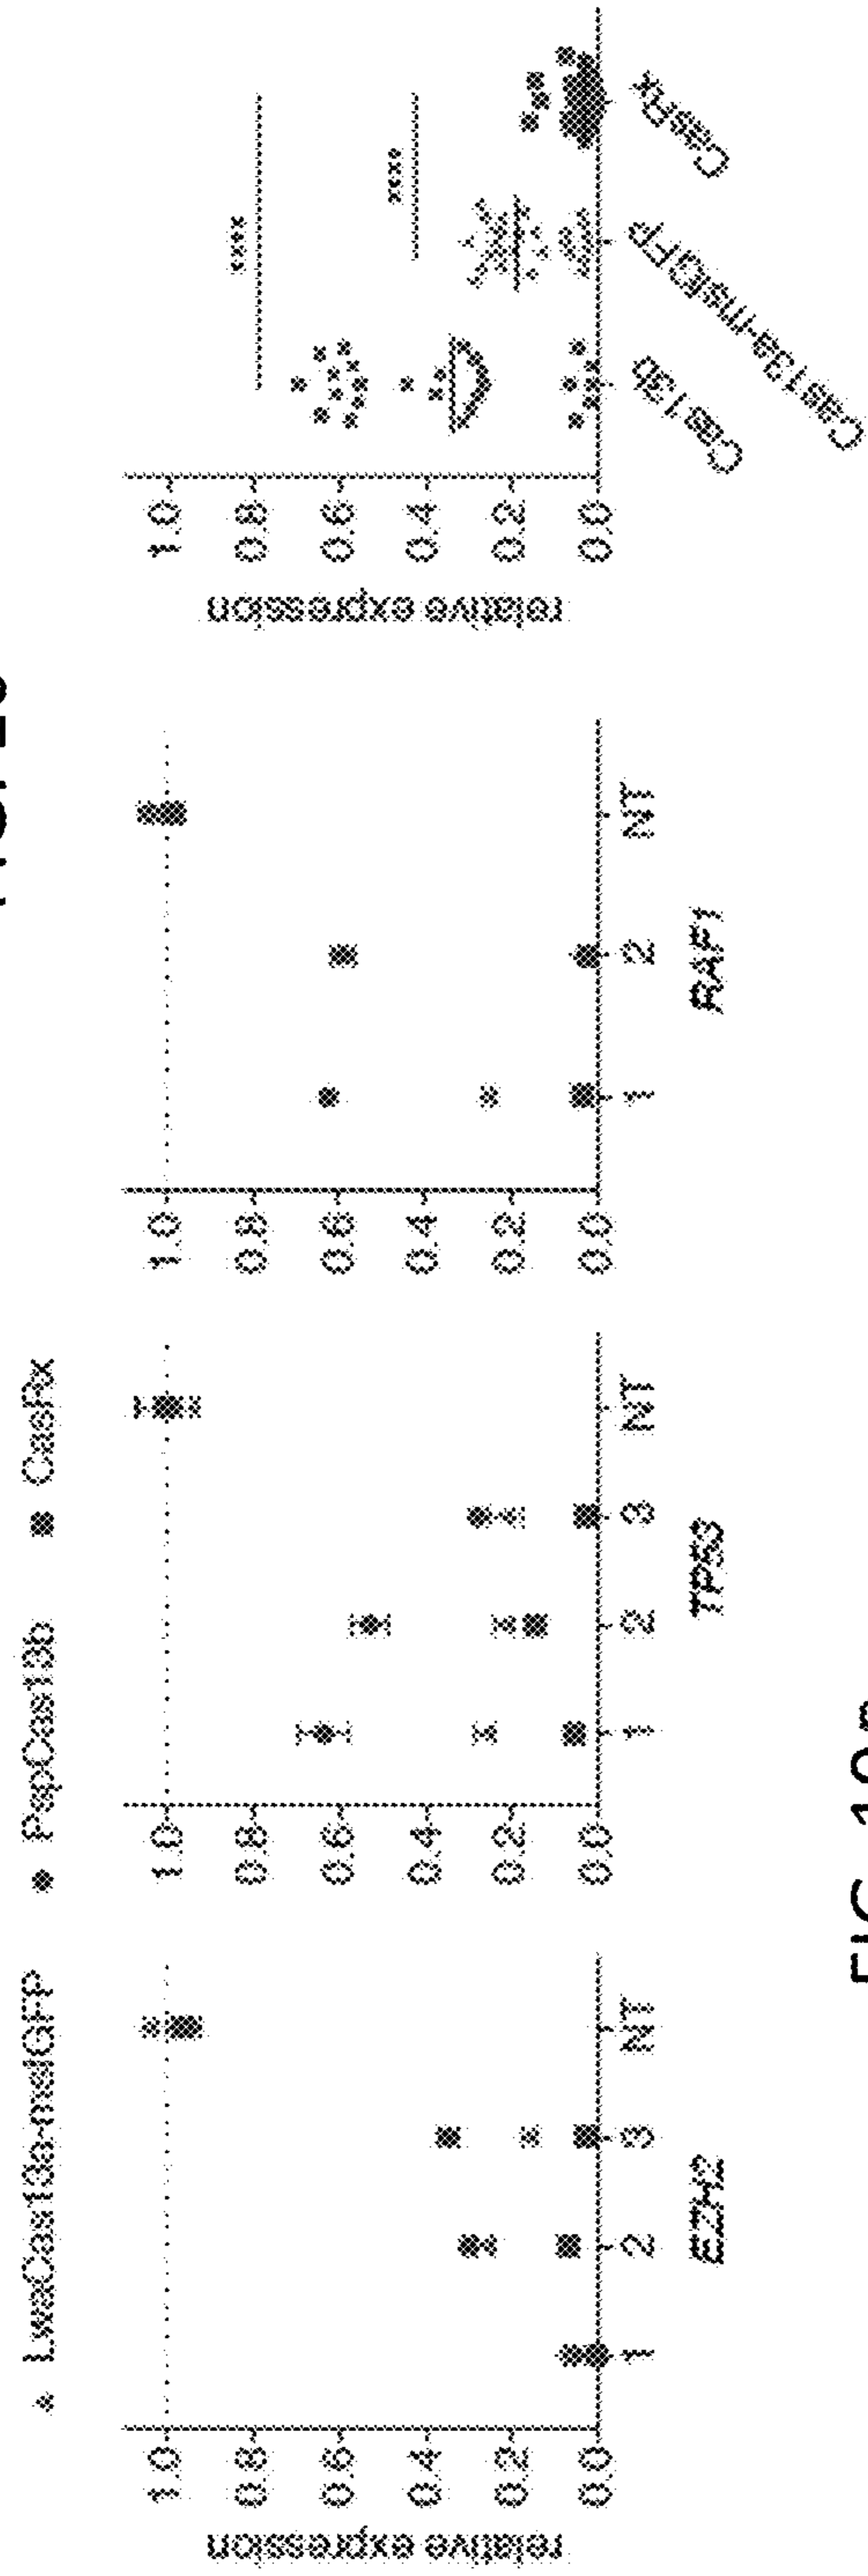 LwaCas13a-msfGFP PspCas13b CasRx
relative expression
1.0
0.8
0.6
0.4
0.2
0.0
1 2 3 NT
EZH2
1.0
0.8
0.6
0.4
0.2
0.0
1 2 3 NT
TP53
1.0
0.8
0.6
0.4
0.2
0.0
1 2 NT
RAF1
relative expression
1.0
0.8
0.6
0.4
0.2
0.0
**** 
****
Cas13b
Cas13a-msfGFP
CasRx